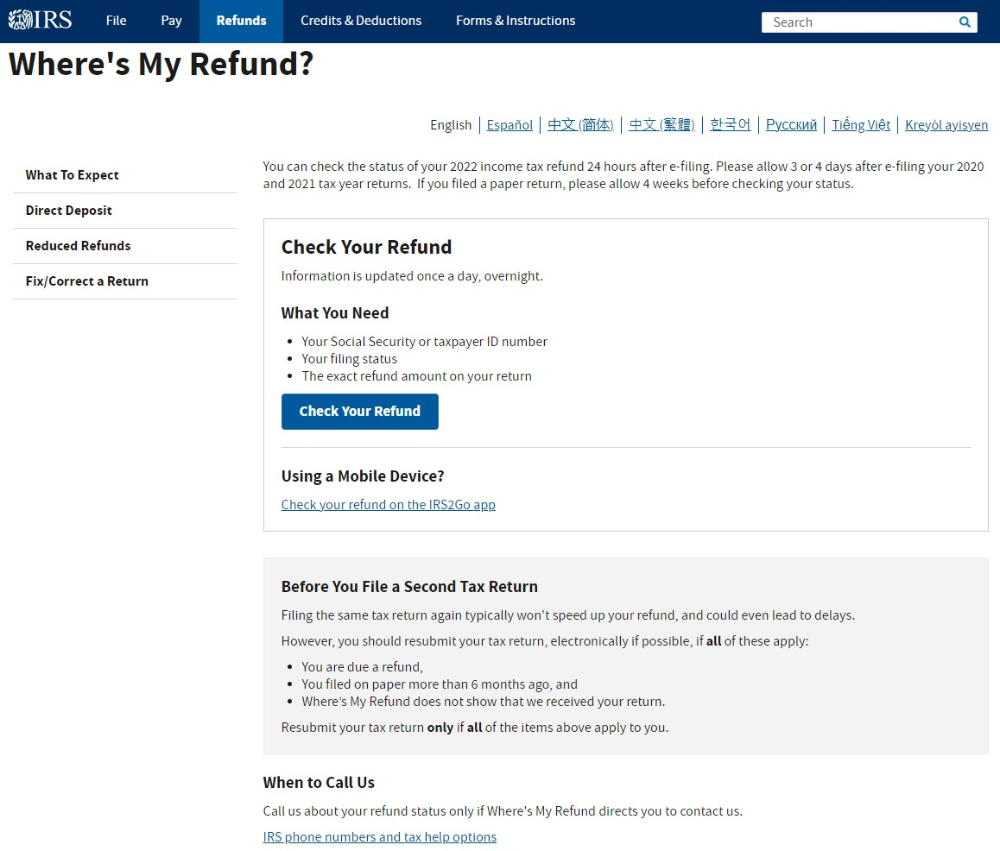 IRS
File
Pay
Refunds
Credits & Deductions
Forms & Instructions
Search
Where's My Refund?
English
Español
中文 (简体)
中文 (繁體)
한국어
Русский
Tiếng Việt
Kreyòl ayisyen
What To Expect
Direct Deposit
Reduced Refunds
Fix/Correct a Return
You can check the status of your 2022 income tax refund 24 hours after e-filing. Please allow 3 or 4 days after e-filing your 2020
and 2021 tax year returns.  If you filed a paper return, please allow 4 weeks before checking your status.
Check Your Refund
Information is updated once a day, overnight.
What You Need
• Your Social Security or taxpayer ID number
• Your filing status
• The exact refund amount on your return
Check Your Refund
Using a Mobile Device?
Check your refund on the IRS2Go app
Before You File a Second Tax Return
Filing the same tax return again typically won't speed up your refund, and could even lead to delays.
However, you should resubmit your tax return, electronically if possible, if all of these apply:
• You are due a refund,
• You filed on paper more than 6 months ago, and
• Where’s My Refund does not show that we received your return.
Resubmit your tax return only if all of the items above apply to you.
When to Call Us
Call us about your refund status only if Where's My Refund directs you to contact us.
IRS phone numbers and tax help options